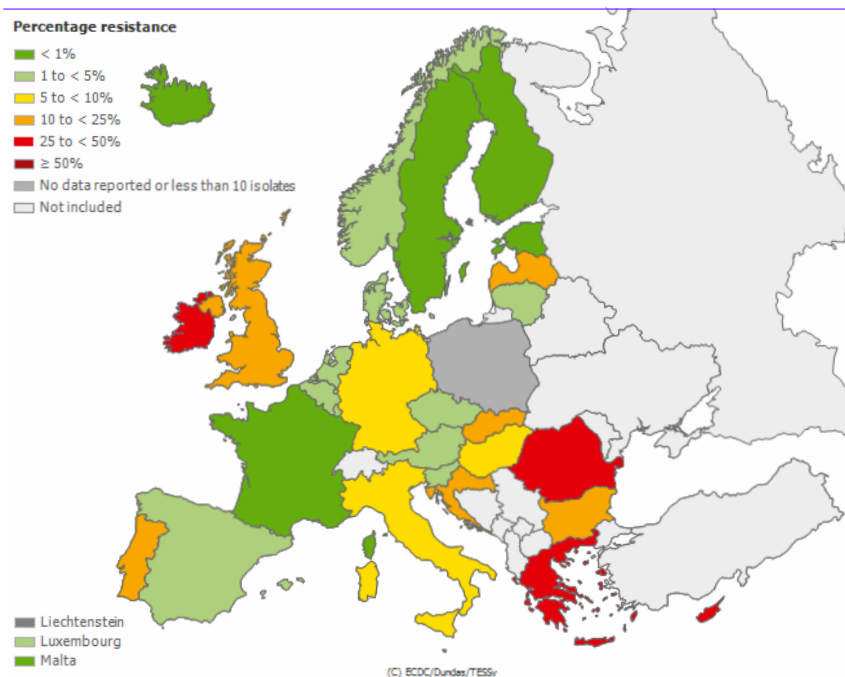 Percentage resistance
< 1%
1 to < 5%
5 to < 10%
10 to < 25%
25 to < 50%
≥ 50%
No data reported or less than 10 isolates
Not included
Liechtenstein
Luxembourg
Malta
(C) ECDC/Dundas/TESSy